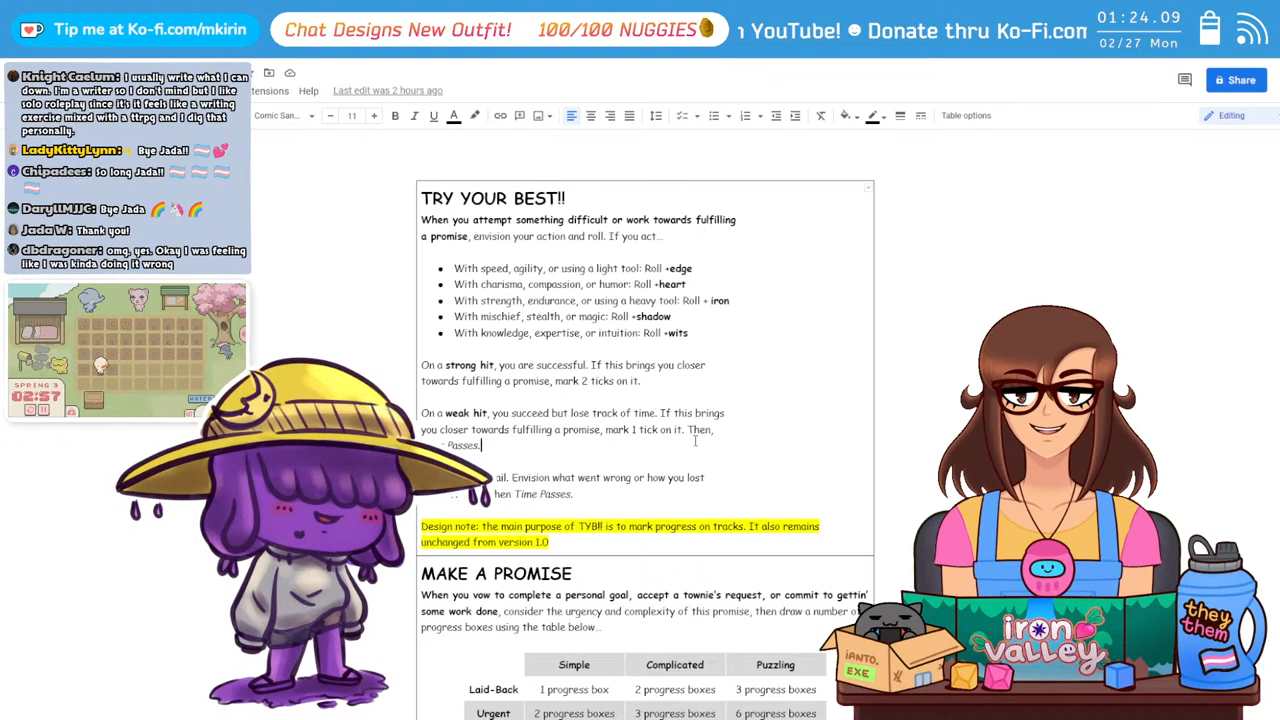 Tip me at Ko-fi.com/mkirin
Chat Designs New Outfit! 100/100 NUGGIES
YouTube! Donate thru Ko-Fi.com
01:24.09
02/27 Mon
Knight Caelum: I usually write what I can
down. I'm a writer so I don't mind but I like
solo roleplay since it's it feels like a writing
exercise mixed with a ttrpg and I dig that
personally.
LadyKittyLynn: Bye Jada!!
Chipadees: So long Jada!!
DarylLMJJC: Bye Jada
Jada W: Thank you!
dbdragoner: omg, yes. Okay I was feeling
like I was kinda doing it wrong
SPRING 3
02:57
Help
Last edit was 2 hours ago
Share
Comic San...
11
Table options
Editing
TRY YOUR BEST!!
When you attempt something difficult or work towards fulfilling
a promise, envision your action and roll. If you act...
● With speed, agility, or using a light tool: Roll +edge
● With charisma, compassion, or humor: Roll +heart
● With strength, endurance, or using a heavy tool: Roll + iron
● With mischief, stealth, or magic: Roll +shadow
● With knowledge, expertise, or intuition: Roll +wits
On a strong hit, you are successful. If this brings you closer
towards fulfilling a promise, mark 2 ticks on it.
On a weak hit, you succeed but lose track of time. If this brings
you closer towards fulfilling a promise, mark 1 tick on it. Then,
Passes.
Envision what went wrong or how you lost
Time Passes.
Design note: the main purpose of TYB!! is to mark progress on tracks. It also remains
unchanged from version 1.0
MAKE A PROMISE
When you vow to complete a personal goal, accept a townie's request, or commit to gettin'
some work done, consider the urgency and complexity of this promise, then draw a number of
progress boxes using the table below...
Simple Complicated Puzzling
Laid-Back 1 progress box 2 progress boxes 3 progress boxes
Urgent 2 progress boxes 3 progress boxes 6 progress boxes
IANTO.
EXE
iron
valley
they
them